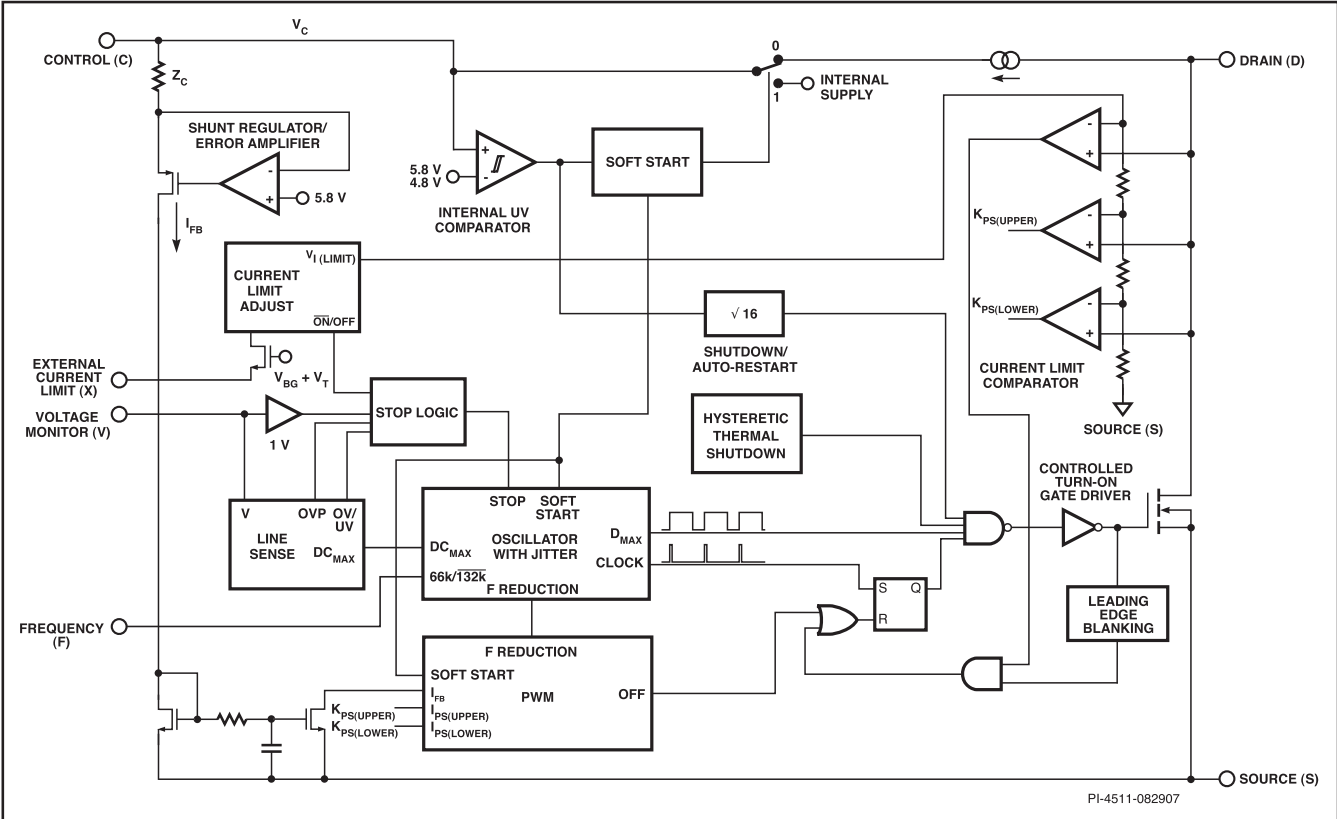 V_C
CONTROL (C)
Z_C
0
DRAIN (D)
INTERNAL
SUPPLY
1
SHUNT REGULATOR/
ERROR AMPLIFIER
-
+
5.8 V
I_FB
+
-
5.8 V
4.8 V
INTERNAL UV
COMPARATOR
SOFT START
-
+
K_PS(UPPER)
-
+
K_PS(LOWER)
-
+
CURRENT LIMIT
COMPARATOR
SOURCE (S)
V_I (LIMIT)
CURRENT
LIMIT
ADJUST
O̅N̅/OFF
V_BG + V_T
√ 16
SHUTDOWN/
AUTO-RESTART
EXTERNAL
CURRENT
LIMIT (X)
VOLTAGE
MONITOR (V)
1 V
STOP LOGIC
HYSTERETIC
THERMAL
SHUTDOWN
CONTROLLED
TURN-ON
GATE DRIVER
V
OVP
OV/
UV
LINE
SENSE
DC_MAX
STOP
SOFT
START
DC_MAX
OSCILLATOR
WITH JITTER
D_MAX
CLOCK
66k/1̅3̅2̅k̅
F REDUCTION
S
Q
R
LEADING
EDGE
BLANKING
FREQUENCY
(F)
F REDUCTION
SOFT START
PWM
OFF
I_FB
K_PS(UPPER)
I_PS(UPPER)
K_PS(LOWER)
I_PS(LOWER)
SOURCE (S)
PI-4511-082907